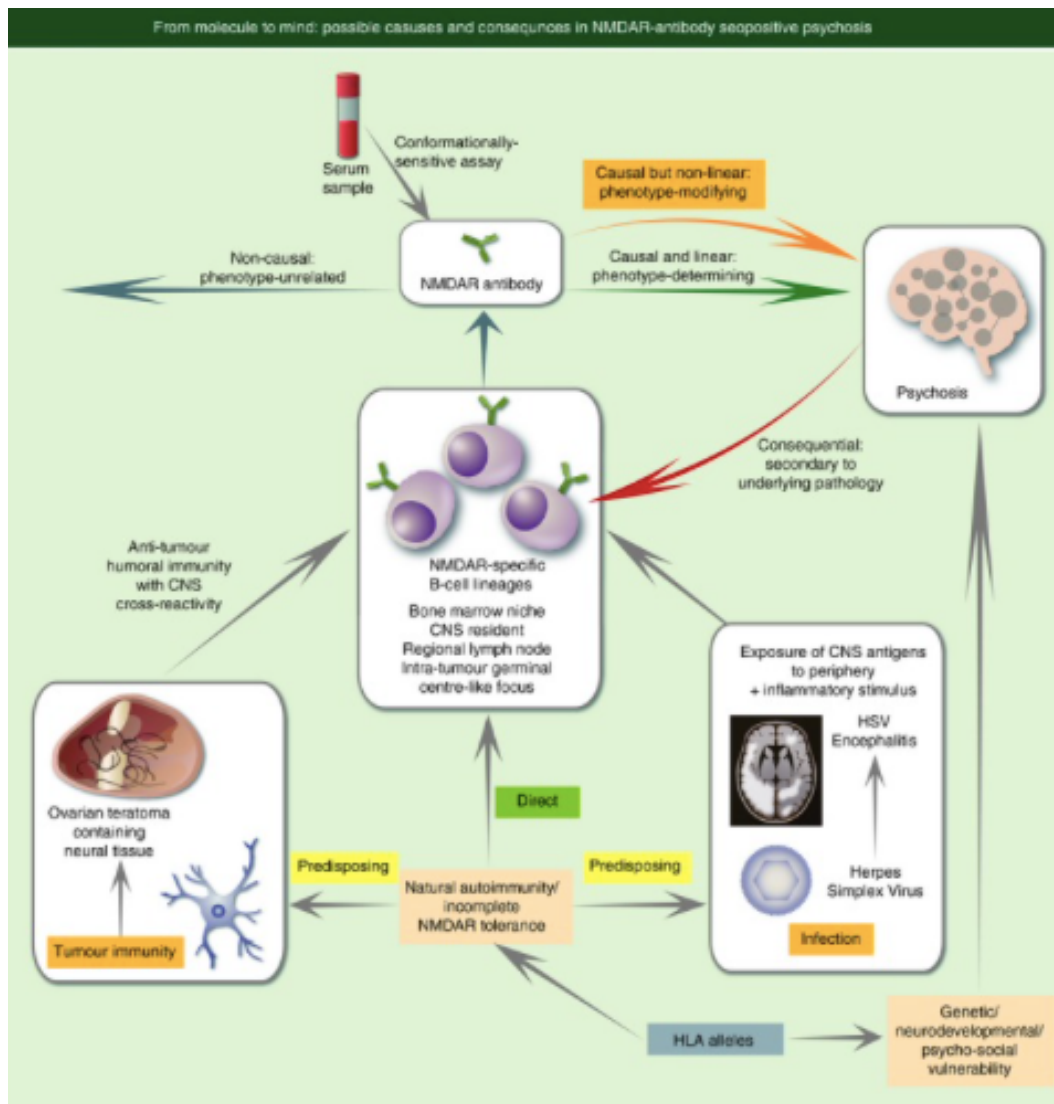 From molecule to mind: possible casuses and consequnces in NMDAR-antibody seopositive psychosis
Serum
sample
Conformationally-
sensitive assay
Causal but non-linear:
phenotype-modifying
Non-causal:
phenotype-unrelated
NMDAR antibody
Causal and linear:
phenotype-determining
Psychosis
Consequential:
secondary to
underlying pathology
NMDAR-specific
B-cell lineages
Bone marrow niche
CNS resident
Regional lymph node
Intra-tumour germinal
centre-like focus
Anti-tumour
humoral immunity
with CNS
cross-reactivity
Exposure of CNS antigens
to periphery
+ inflammatory stimulus
HSV
Encephalitis
Herpes
Simplex Virus
Infection
Ovarian teratoma
containing
neural tissue
Tumour immunity
Direct
Predisposing
Predisposing
Natural autoimmunity/
incomplete
NMDAR tolerance
HLA alleles
Genetic/
neurodevelopmental/
psycho-social
vulnerability